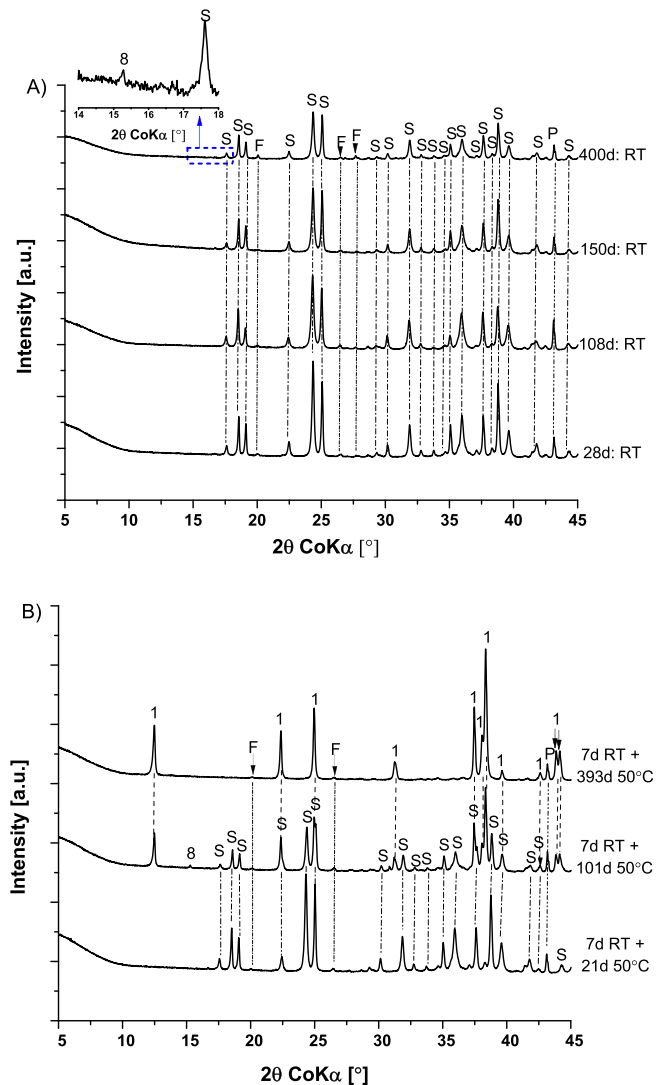 S
8
14 15 16 17 18
2θ CoKα [°]
A)
S S S F S S S F F S S S S S S S S S S S S P S
400d: RT
150d: RT
108d: RT
28d: RT
Intensity [a.u.]
5 10 15 20 25 30 35 40 45
2θ CoKα [°]
B)
1 F 1 1 F 1 1 1 1 1 1 P 1
7d RT +
393d 50°C
8 S S S S S S S S S S S S S S S S S
7d RT +
101d 50°C
S
7d RT +
21d 50°C
Intensity [a.u.]
5 10 15 20 25 30 35 40 45
2θ CoKα [°]